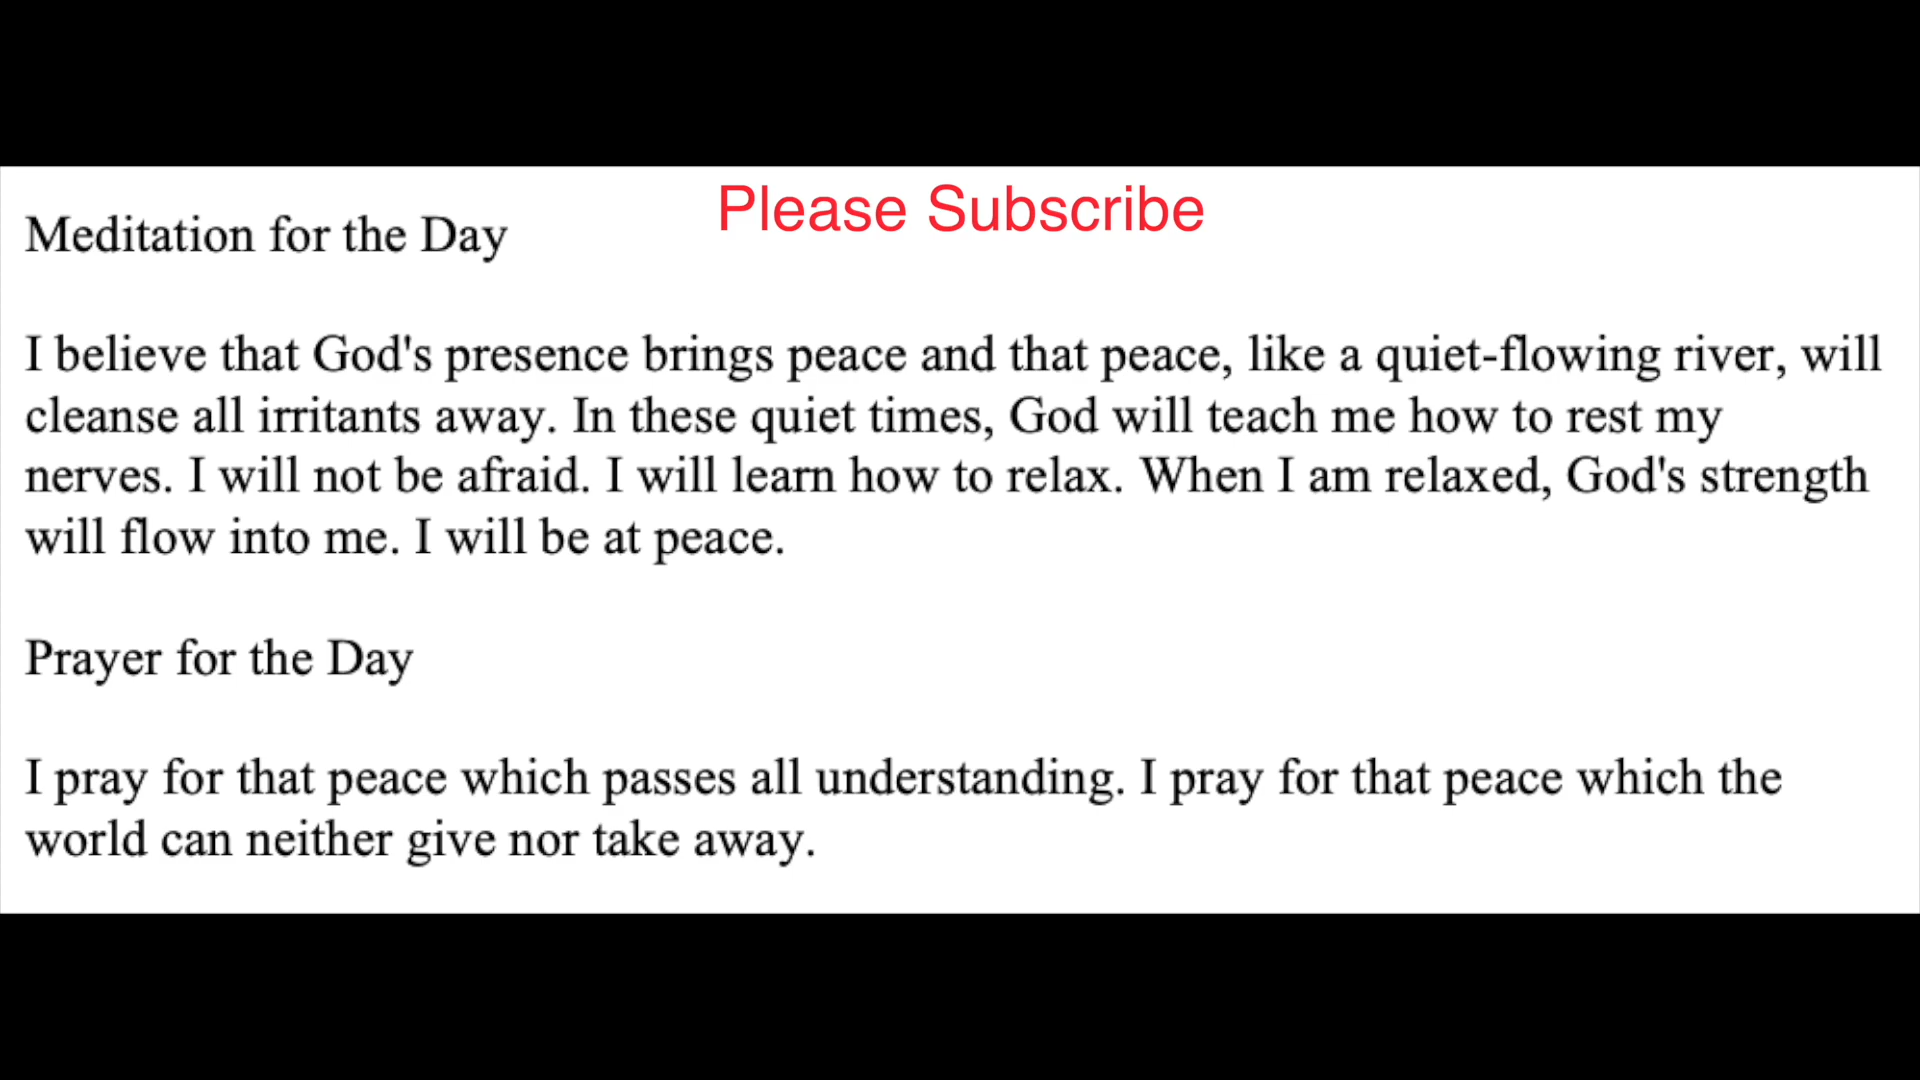 Please Subscribe
Meditation for the Day
I believe that God's presence brings peace and that peace, like a quiet-flowing river, will
cleanse all irritants away. In these quiet times, God will teach me how to rest my
nerves. I will not be afraid. I will learn how to relax. When I am relaxed, God's strength
will flow into me. I will be at peace.
Prayer for the Day
I pray for that peace which passes all understanding. I pray for that peace which the
world can neither give nor take away.